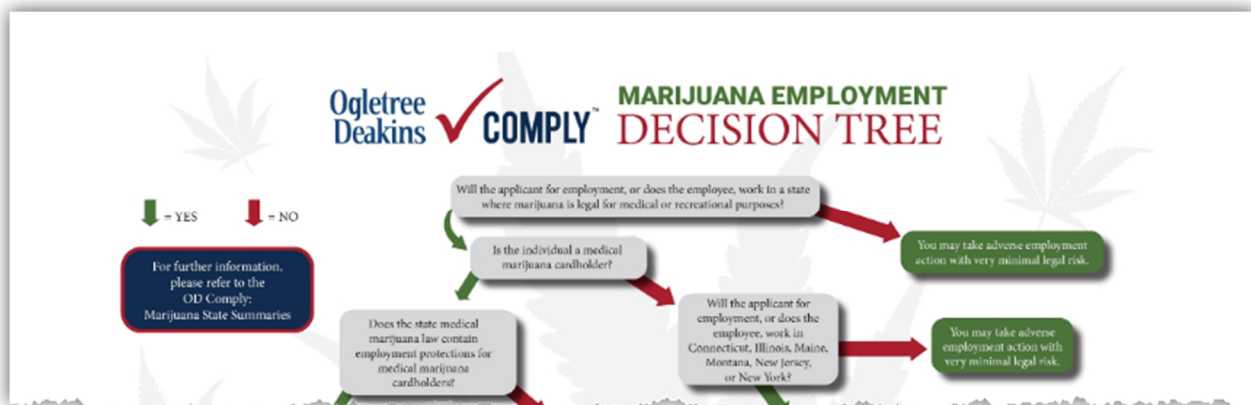 Ogletree
Deakins
COMPLY™
MARIJUANA EMPLOYMENT
DECISION TREE
Will the applicant for employment, or does the employee, work in a state
where marijuana is legal for medical or recreational purposes?
= YES
= NO
Is the individual a medical
marijuana cardholder?
You may take adverse employment
action with very minimal legal risk.
For further information,
please refer to the
OD Comply:
Marijuana State Summaries
Does the state medical
marijuana law contain
employment protections for
medical marijuana
cardholders?
Will the applicant for
employment, or does the
employee, work in
Connecticut, Illinois, Maine,
Montana, New Jersey,
or New York?
You may take adverse
employment action with
very minimal legal risk.